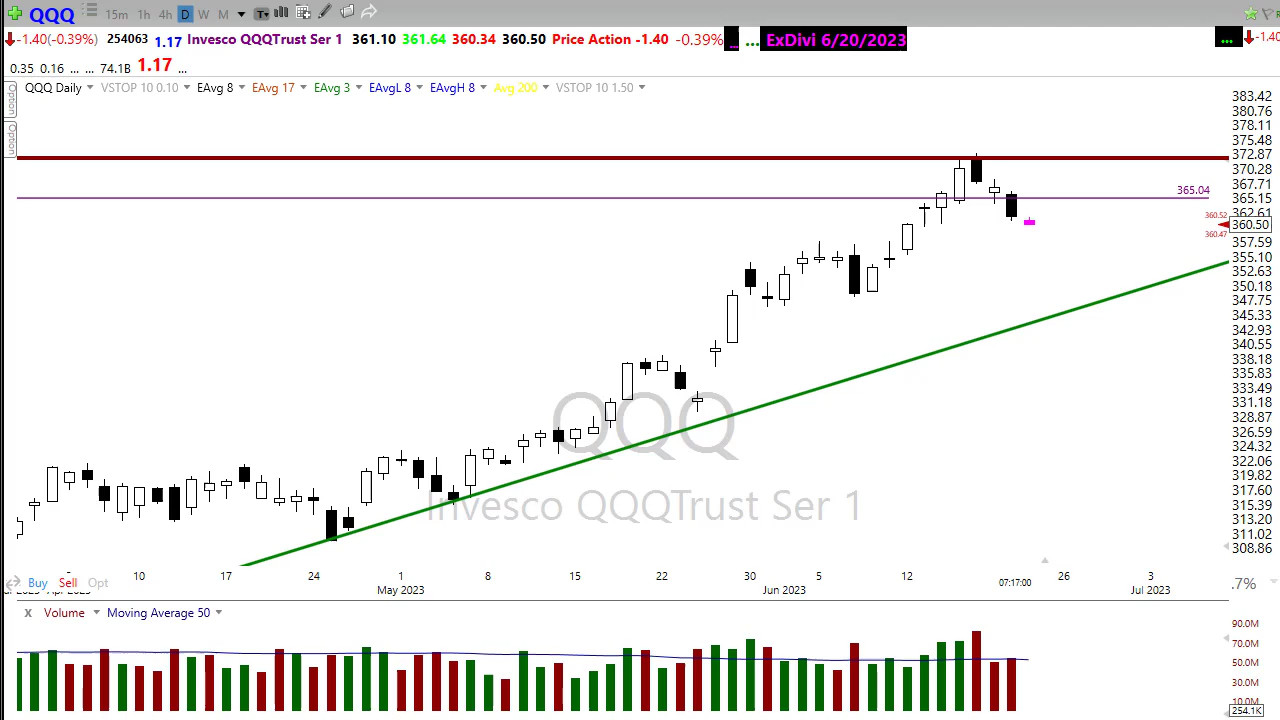 QQQ 15m 1h 4h D W M T
-1.40(-0.39%) 254063 1.17 Invesco QQQTrust Ser 1 361.10 361.64 360.34 360.50 Price Action -1.40 -0.39% ... ... ExDivi 6/20/2023 ... -1.40
0.35 0.16 ... ... 74.1B 1.17 ...
Option
Option
QQQ Daily VSTOP 10 0.10 EAvg 8 EAvg 17 EAvg 3 EAvgL 8 EAvgH 8 Avg 200 VSTOP 10 1.50
383.42
380.76
378.11
375.48
372.87
370.28
367.71
365.04
365.15
362.61
360.52
360.50
360.47
357.59
355.10
352.63
350.18
347.75
345.33
342.93
340.55
338.18
335.83
333.49
331.18
328.87
326.59
324.32
322.06
319.82
317.60
315.39
313.20
311.02
308.86
QQQ
Invesco QQQTrust Ser 1
10 17 24 1 8 15 22 30 5 12 07:17:00 26 3
Buy Sell Opt .7%
May 2023 Jun 2023 Jul 2023
X Volume Moving Average 50
90.0M
70.0M
50.0M
30.0M
10.0M
254.1K